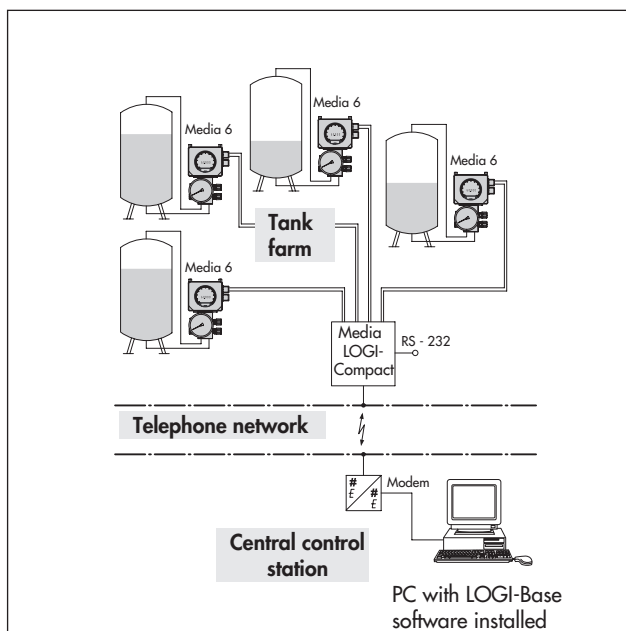 Media 6
Media 6
Media 6
Tank
farm
Media 6
Media
LOGI-
Compact
RS - 232
Telephone network
#
£
#
£
Modem
Central control
station
PC with LOGI-Base
software installed